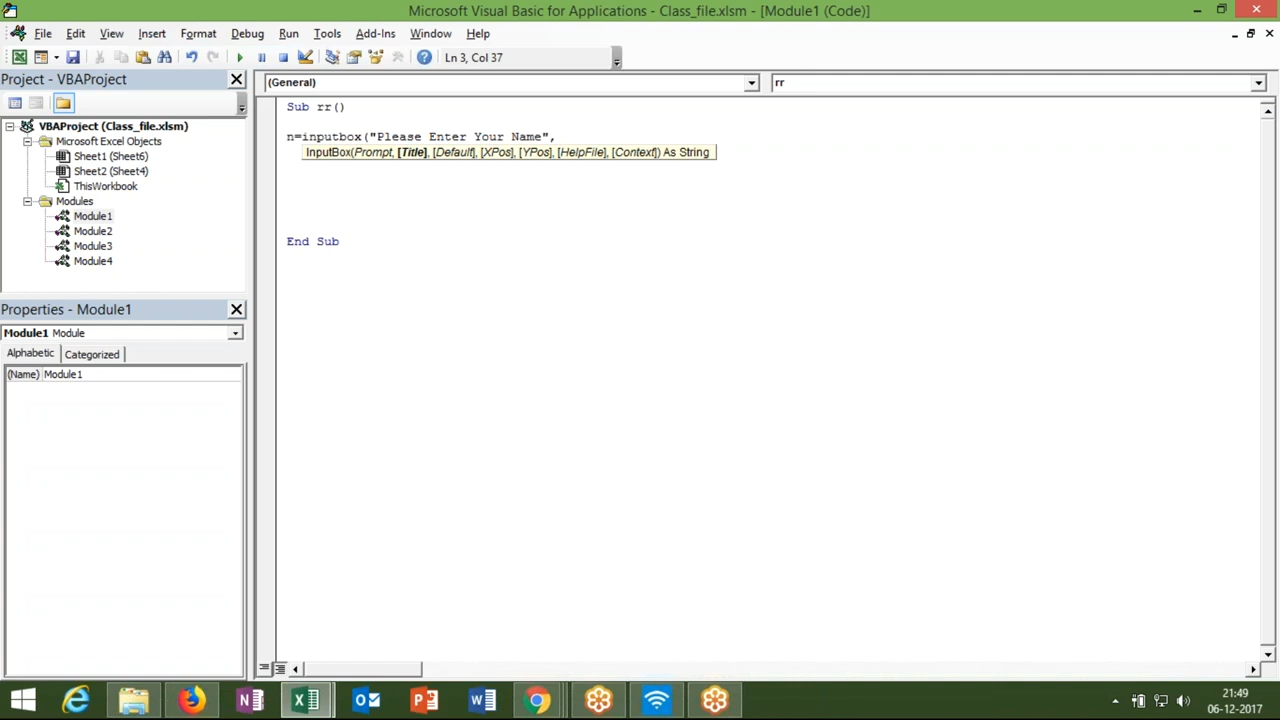 Microsoft Visual Basic for Applications - Class_file.xlsm - [Module1 (Code)]
File Edit View Insert Format Debug Run Tools Add-Ins Window Help
Ln 3, Col 37
Project - VBAProject
(General)
rr
VBAProject (Class_file.xlsm)
Microsoft Excel Objects
Sheet1 (Sheet6)
Sheet2 (Sheet4)
ThisWorkbook
Modules
Module1
Module2
Module3
Module4
Sub rr()
n=inputbox("Please Enter Your Name",
InputBox(Prompt, [Title], [Default], [XPos], [YPos], [HelpFile], [Context]) As String
End Sub
Properties - Module1
Module1 Module
Alphabetic Categorized
(Name) Module1
21:49
06-12-2017